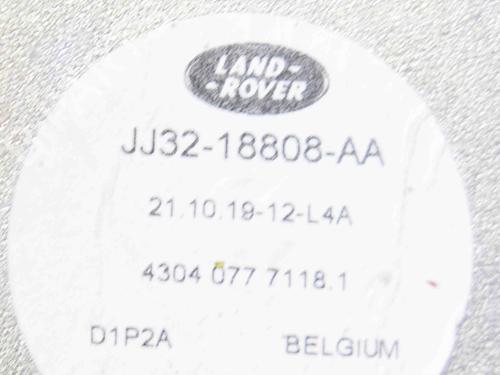 LAND-
-ROVER
JJ32-18808-AA
21.10.19-12-L4A
4304 077 7118.1
D1P2A BELGIUM